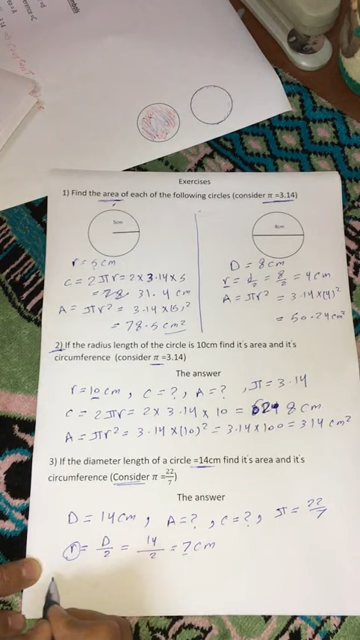 Exercises
1) Find the area of each of the following circles (consider π =3.14)
5cm
r = 5cm
C = 2πr = 2 x 3.14 x 5
= 31.4 cm
A = πr² = 3.14 x (5)²
= 78.5 cm²
8cm
D = 8cm
r = d/2 = 8/2 = 4cm
A = πr² = 3.14 x (4)²
= 50.24 cm²
2) If the radius length of the circle is 10cm find it's area and it's
circumference (consider π =3.14)
The answer
r = 10 cm, C = ?, A = ?, π = 3.14
C = 2πr = 2 x 3.14 x 10 = 62.8 cm
A = πr² = 3.14 x (10)² = 3.14 x 100 = 314 cm²
3) If the diameter length of a circle =14cm find it's area and it's
circumference (Consider π =22/7)
The answer
D = 14 cm, A = ?, C = ?, π = 22/7
r = D/2 = 14/2 = 7cm